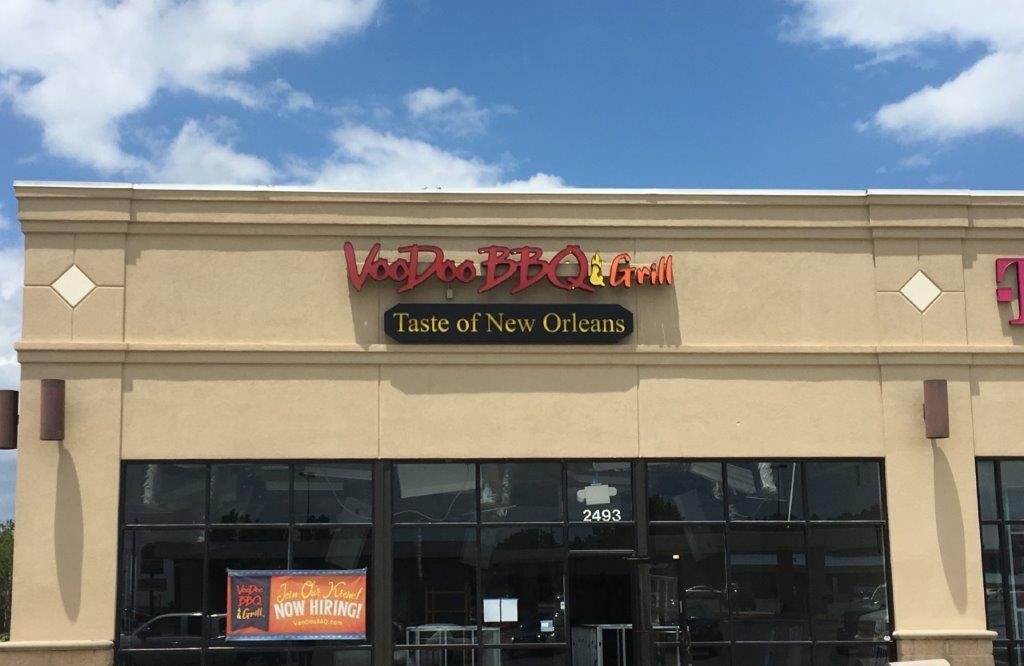 VooDoo BBQ & Grill
Taste of New Orleans
T
2493
VooDoo
BBQ
& Grill
Join Our Krewe!
NOW HIRING!
VooDooBBQ.com